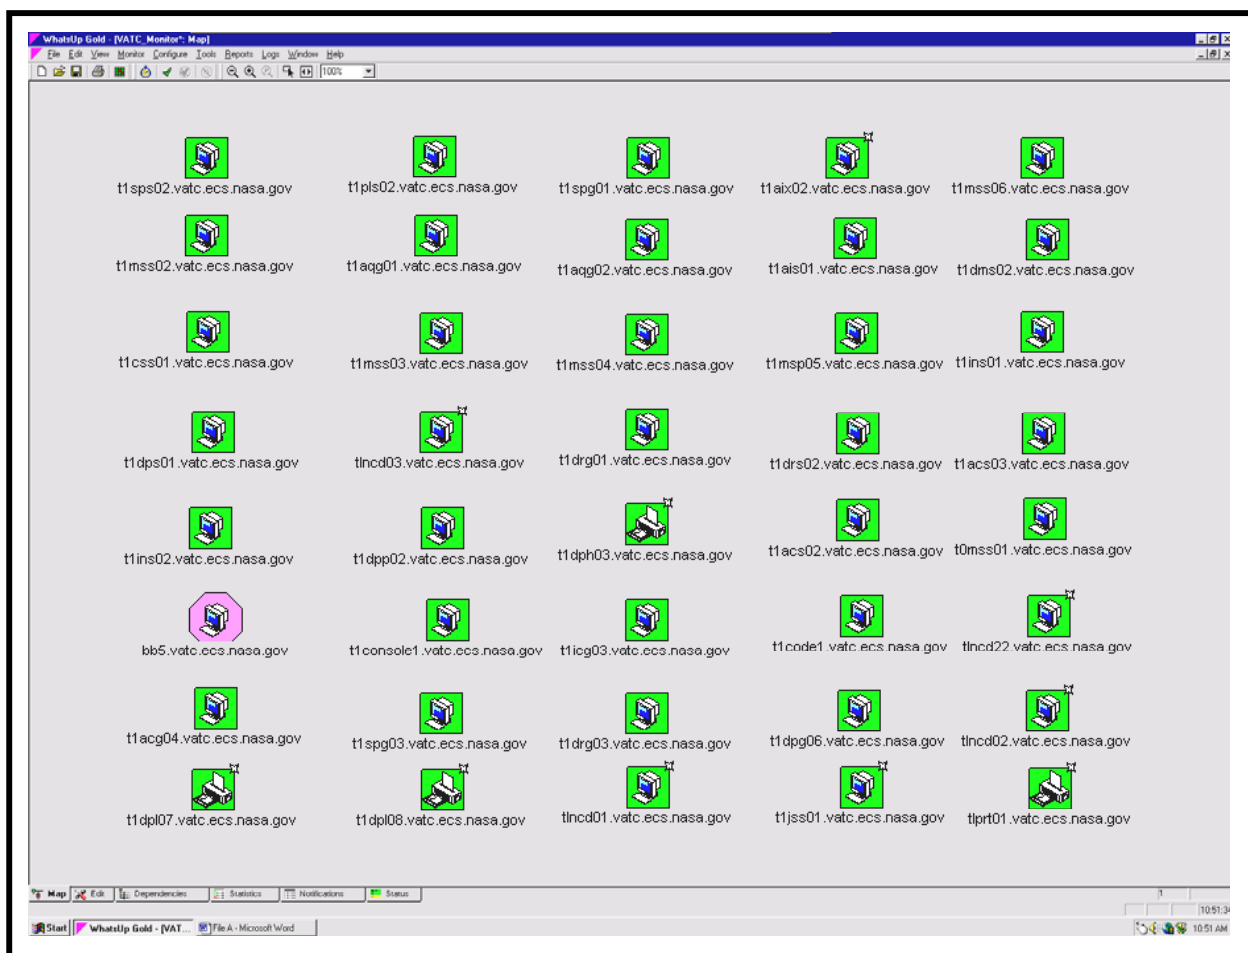 WhatsUp Gold - [VATC_Monitor*: Map]
File Edit View Monitor Configure Tools Reports Logs Window Help
100%
t1sps02.vatc.ecs.nasa.gov t1pls02.vatc.ecs.nasa.gov t1spg01.vatc.ecs.nasa.gov t1aix02.vatc.ecs.nasa.gov t1mss06.vatc.ecs.nasa.gov
t1mss02.vatc.ecs.nasa.gov t1aqg01.vatc.ecs.nasa.gov t1aqg02.vatc.ecs.nasa.gov t1ais01.vatc.ecs.nasa.gov t1dms02.vatc.ecs.nasa.gov
t1css01.vatc.ecs.nasa.gov t1mss03.vatc.ecs.nasa.gov t1mss04.vatc.ecs.nasa.gov t1msp05.vatc.ecs.nasa.gov t1ins01.vatc.ecs.nasa.gov
t1dps01.vatc.ecs.nasa.gov tlncd03.vatc.ecs.nasa.gov t1drg01.vatc.ecs.nasa.gov t1drs02.vatc.ecs.nasa.gov t1acs03.vatc.ecs.nasa.gov
t1ins02.vatc.ecs.nasa.gov t1dpp02.vatc.ecs.nasa.gov t1dph03.vatc.ecs.nasa.gov t1acs02.vatc.ecs.nasa.gov t0mss01.vatc.ecs.nasa.gov
bb5.vatc.ecs.nasa.gov t1console1.vatc.ecs.nasa.gov t1icg03.vatc.ecs.nasa.gov t1code1.vatc.ecs.nasa.gov tlncd22.vatc.ecs.nasa.gov
t1acg04.vatc.ecs.nasa.gov t1spg03.vatc.ecs.nasa.gov t1drg03.vatc.ecs.nasa.gov t1dpg06.vatc.ecs.nasa.gov tlncd02.vatc.ecs.nasa.gov
t1dpl07.vatc.ecs.nasa.gov t1dpl08.vatc.ecs.nasa.gov tlncd01.vatc.ecs.nasa.gov t1jss01.vatc.ecs.nasa.gov tlprt01.vatc.ecs.nasa.gov
Map Edit Dependencies Statistics Notifications Status 1
10:51:34
Start WhatsUp Gold - [VAT... File A - Microsoft Word 10:51 AM